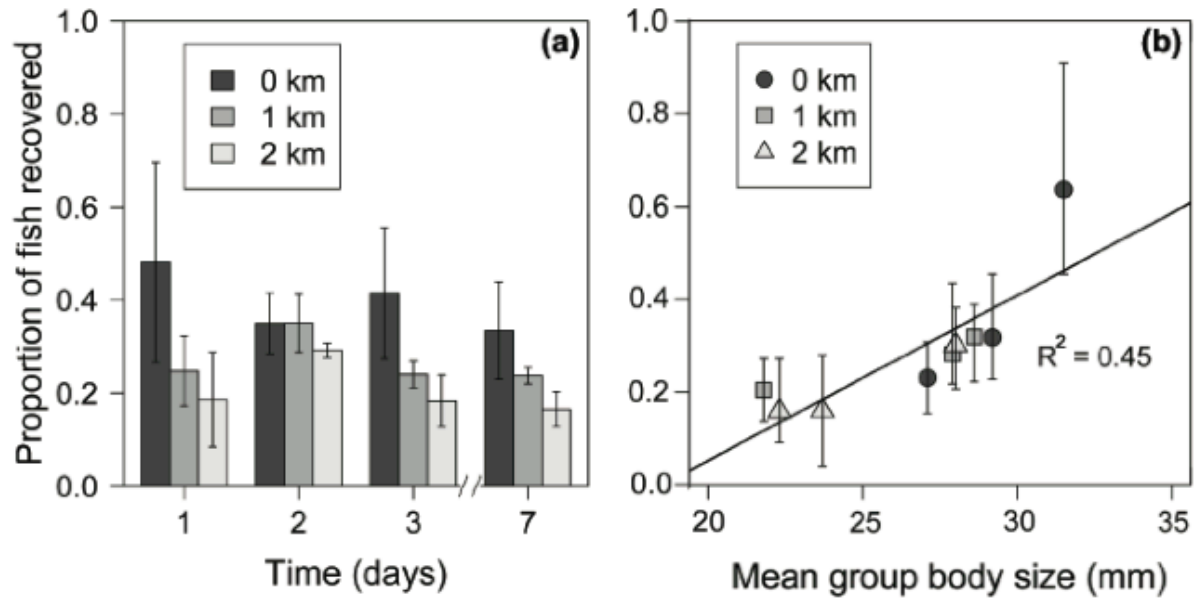 Proportion of fish recovered
1.0
0.8
0.6
0.4
0.2
0.0
(a)
0 km
1 km
2 km
1 2 3 7
Time (days)
1.0
0.8
0.6
0.4
0.2
0.0
(b)
0 km
1 km
2 km
R² = 0.45
20 25 30 35
Mean group body size (mm)